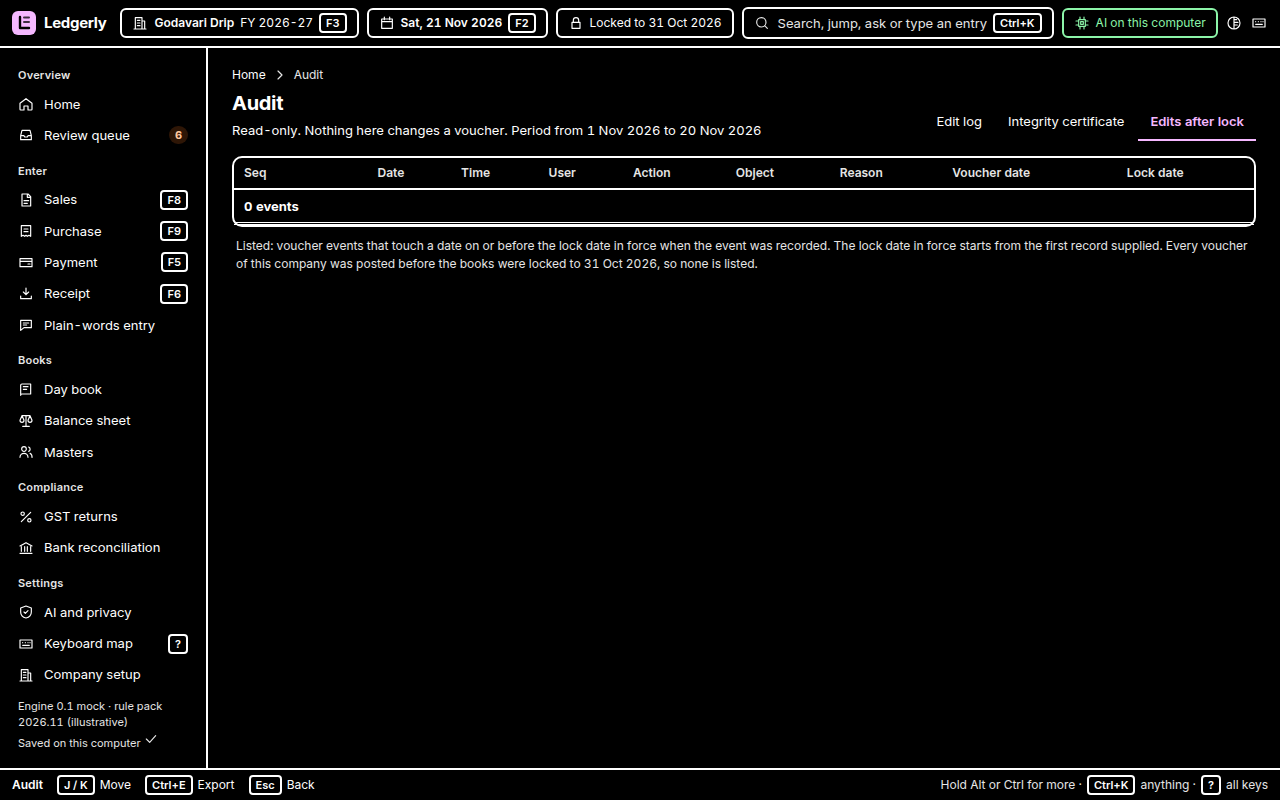 Ledgerly
Godavari Drip FY 2026-27 F3
Sat, 21 Nov 2026 F2
Locked to 31 Oct 2026
Search, jump, ask or type an entry Ctrl+K
AI on this computer
Overview
Home
Review queue 6
Enter
Sales F8
Purchase F9
Payment F5
Receipt F6
Plain-words entry
Books
Day book
Balance sheet
Masters
Compliance
GST returns
Bank reconciliation
Settings
AI and privacy
Keyboard map ?
Company setup
Engine 0.1 mock · rule pack
2026.11 (illustrative)
Saved on this computer
Home > Audit
Audit
Read-only. Nothing here changes a voucher. Period from 1 Nov 2026 to 20 Nov 2026
Edit log Integrity certificate Edits after lock
Seq Date Time User Action Object Reason Voucher date Lock date
0 events
Listed: voucher events that touch a date on or before the lock date in force when the event was recorded. The lock date in force starts from the first record supplied. Every voucher
of this company was posted before the books were locked to 31 Oct 2026, so none is listed.
Audit J / K Move Ctrl+E Export Esc Back
Hold Alt or Ctrl for more · Ctrl+K anything · ? all keys